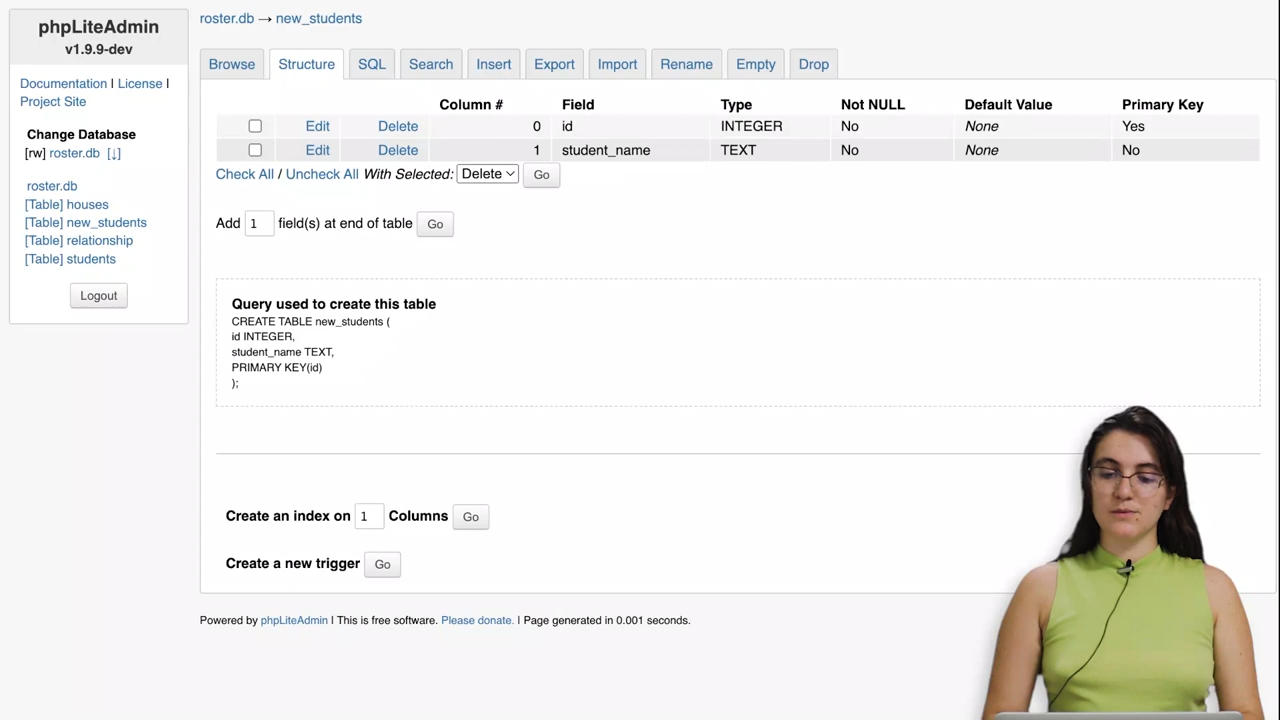 phpLiteAdmin
v1.9.9-dev
Documentation | License |
Project Site
Change Database
[rw] roster.db [↓]
roster.db
[Table] houses
[Table] new_students
[Table] relationship
[Table] students
Logout
roster.db → new_students
Browse Structure SQL Search Insert Export Import Rename Empty Drop
Column # Field Type Not NULL Default Value Primary Key
Edit Delete 0 id INTEGER No None Yes
Edit Delete 1 student_name TEXT No None No
Check All / Uncheck All With Selected: Delete Go
Add 1 field(s) at end of table Go
Query used to create this table
CREATE TABLE new_students (
id INTEGER,
student_name TEXT,
PRIMARY KEY(id)
);
Create an index on 1 Columns Go
Create a new trigger Go
Powered by phpLiteAdmin | This is free software. Please donate. | Page generated in 0.001 seconds.